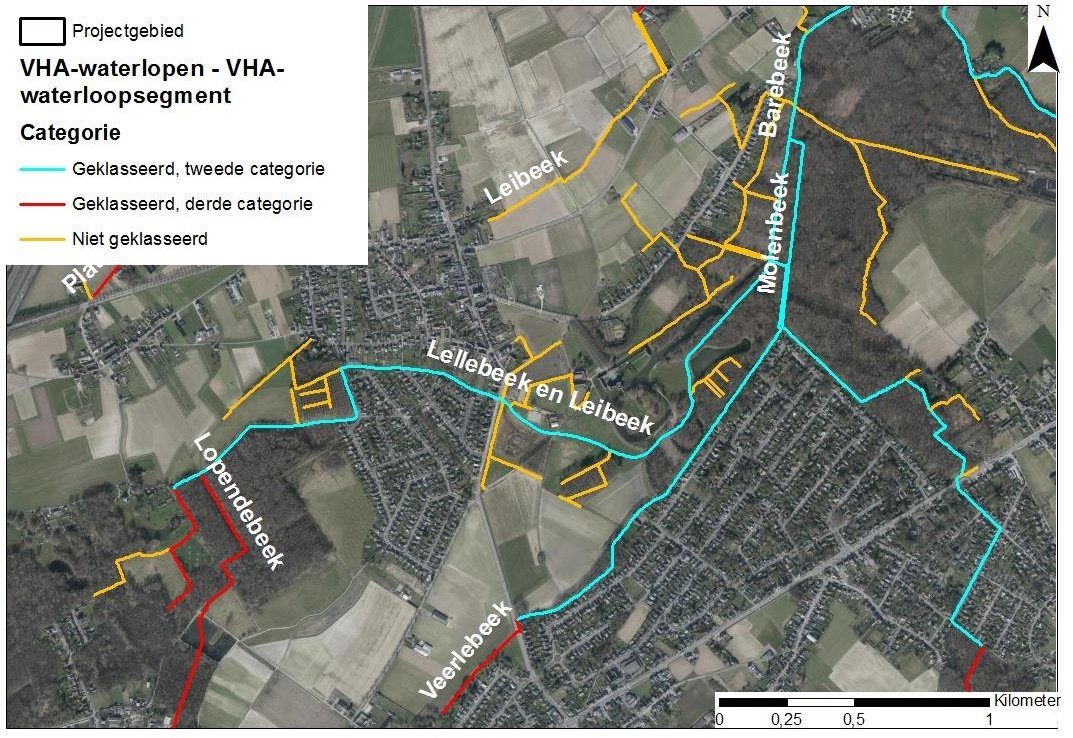 Projectgebied
VHA-waterlopen - VHA-
waterloopsegment
Categorie
Geklasseerd, tweede categorie
Geklasseerd, derde categorie
Niet geklasseerd
N
Barebeek
Leibeek
Molenbeek
Pla
Lellebeek en Leibeek
Lopendebeek
Veerlebeek
Kilometer
0 0,25 0,5 1